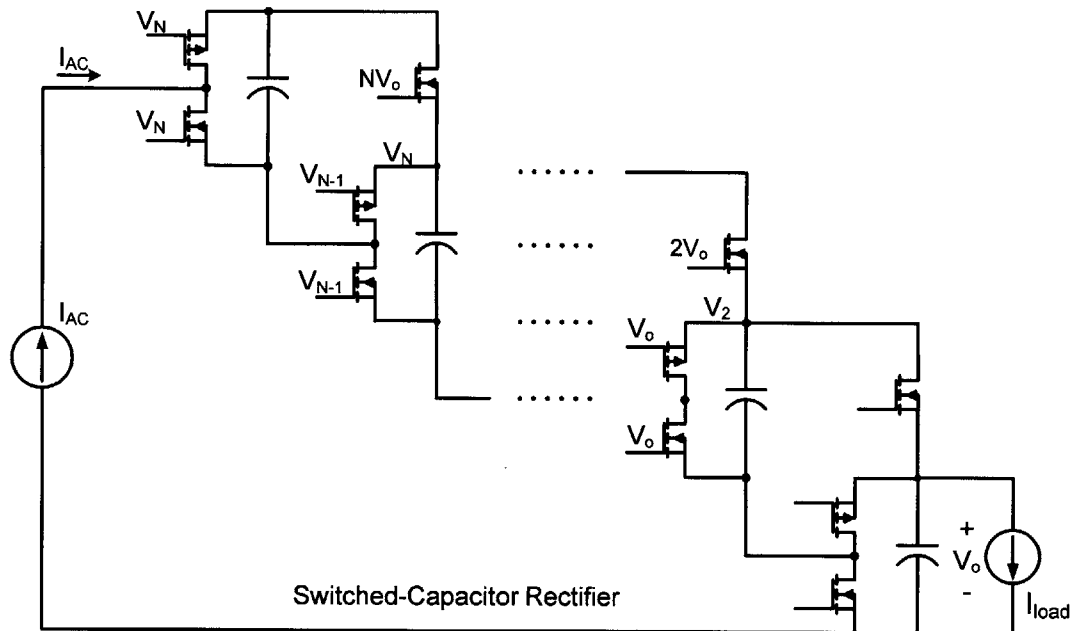 V_N
I_AC
V_N
NV_o
V_N
V_N-1
V_N-1
2V_o
V_2
V_o
V_o
I_AC
+
V_o
-
I_load
Switched-Capacitor Rectifier